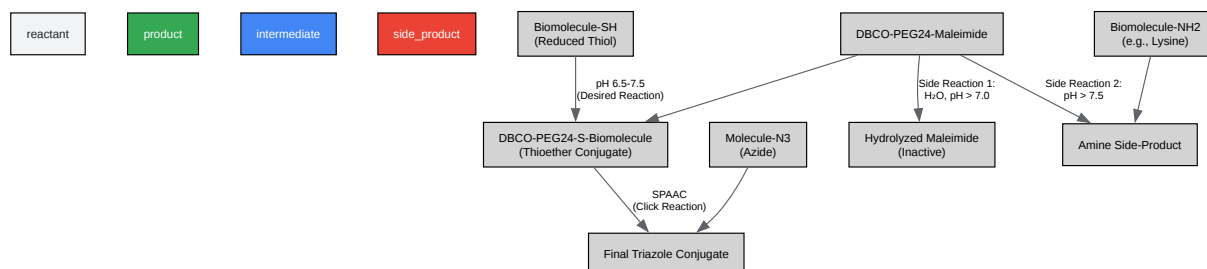 reactant
product
intermediate
side_product
Biomolecule-SH
(Reduced Thiol)
DBCO-PEG24-Maleimide
Biomolecule-NH2
(e.g., Lysine)
pH 6.5-7.5
(Desired Reaction)
Side Reaction 1:
H₂O, pH > 7.0
Side Reaction 2:
pH > 7.5
DBCO-PEG24-S-Biomolecule
(Thioether Conjugate)
Molecule-N3
(Azide)
Hydrolyzed Maleimide
(Inactive)
Amine Side-Product
SPAAC
(Click Reaction)
Final Triazole Conjugate